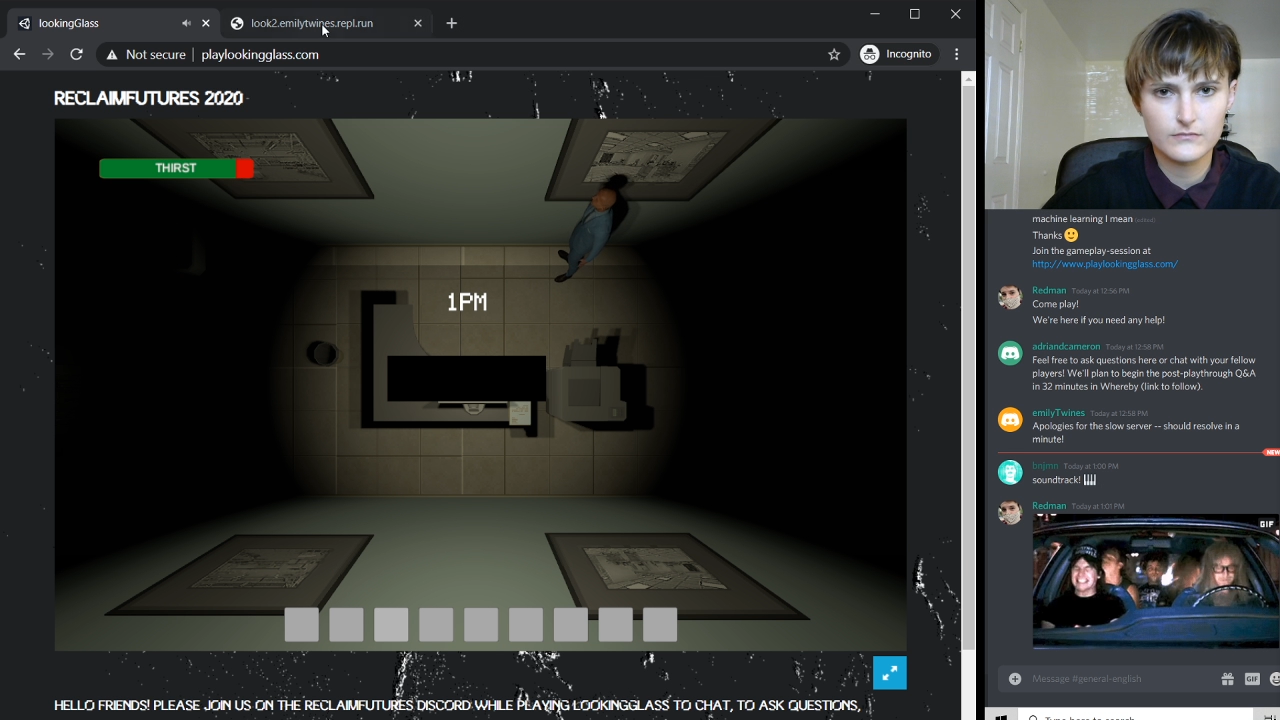 lookingGlass
look2.emilytwines.repl.run
Not secure
playlookingglass.com
Incognito
RECLAIMFUTURES 2020
THIRST
1PM
HELLO FRIENDS! PLEASE JOIN US ON THE RECLAIMFUTURES DISCORD WHILE PLAYING LOOKINGGLASS TO CHAT, TO ASK QUESTIONS,
machine learning I mean (edited)
Thanks 🙂
Join the gameplay-session at
http://www.playlookingglass.com/
Redman Today at 12:56 PM
Come play!
We're here if you need any help!
adriandcameron Today at 12:58 PM
Feel free to ask questions here or chat with your fellow
players! We'll plan to begin the post-playthrough Q&A
in 32 minutes in Whereby (link to follow).
emilyTwines Today at 12:58 PM
Apologies for the slow server -- should resolve in a
minute!
NEW
bnjmn Today at 1:00 PM
soundtrack!
Redman Today at 1:01 PM
GIF
Message #general-english
GIF
Type here to search